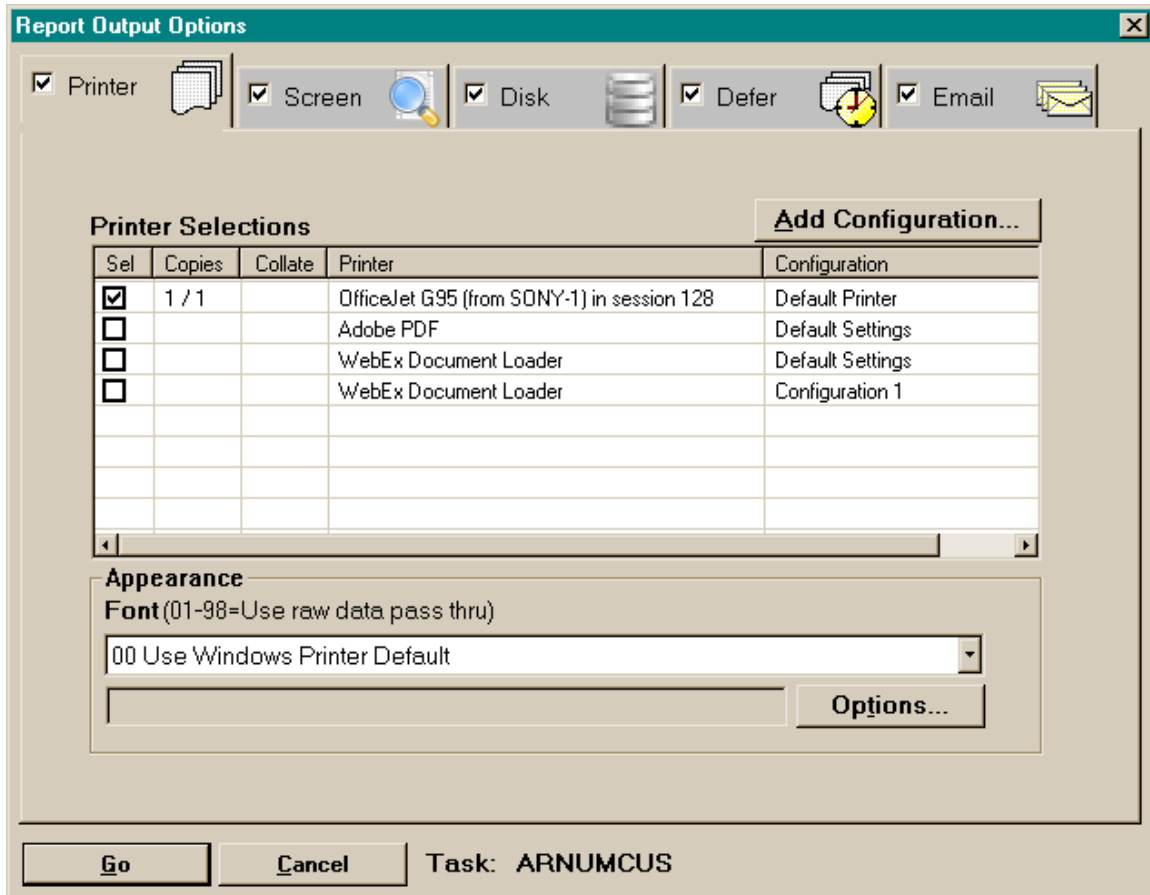 Report Output Options
Printer Screen Disk Defer Email
Add Configuration...
Printer Selections
Sel Copies Collate Printer Configuration
1 / 1 OfficeJet G95 (from SONY-1) in session 128 Default Printer
Adobe PDF Default Settings
WebEx Document Loader Default Settings
WebEx Document Loader Configuration 1
Appearance
Font (01-98=Use raw data pass thru)
00 Use Windows Printer Default
Options...
Go Cancel Task: ARNUMCUS